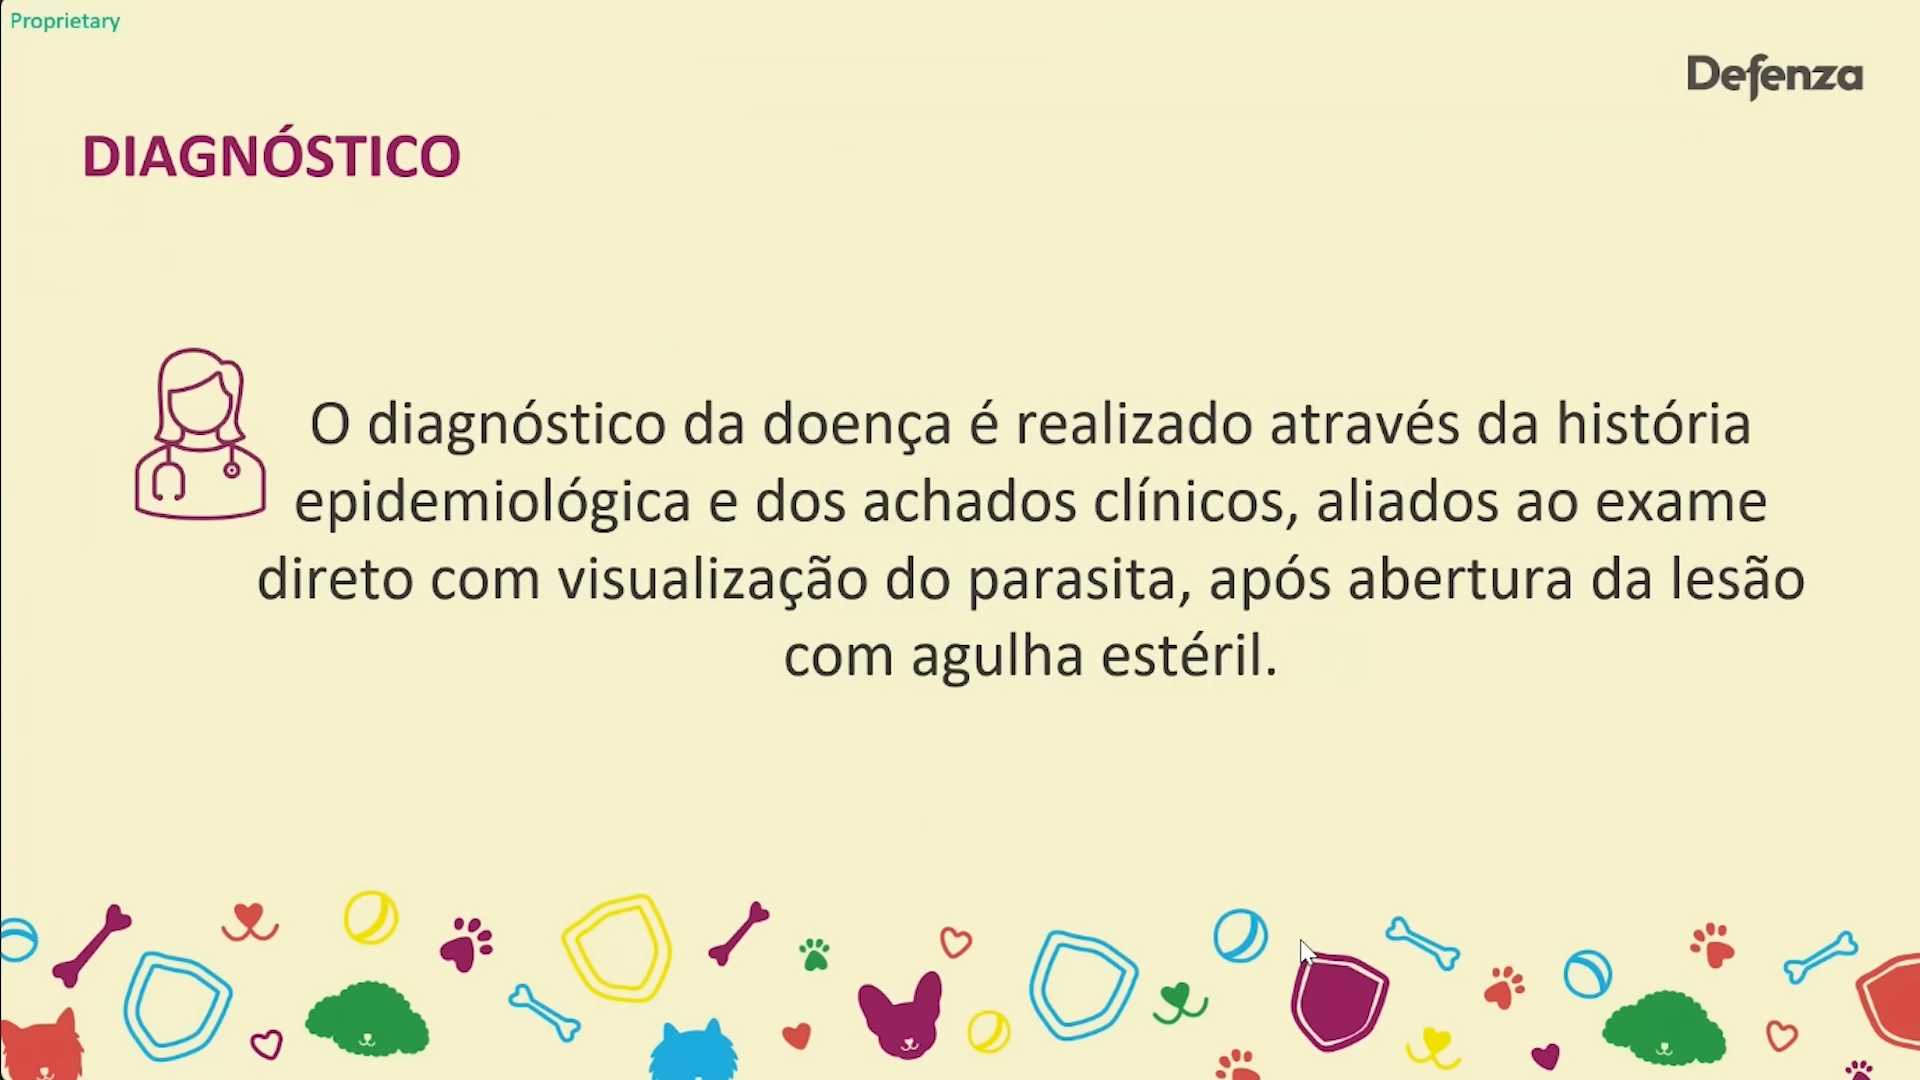 Proprietary
Defenza
DIAGNÓSTICO
O diagnóstico da doença é realizado através da história
epidemiológica e dos achados clínicos, aliados ao exame
direto com visualização do parasita, após abertura da lesão
com agulha estéril.